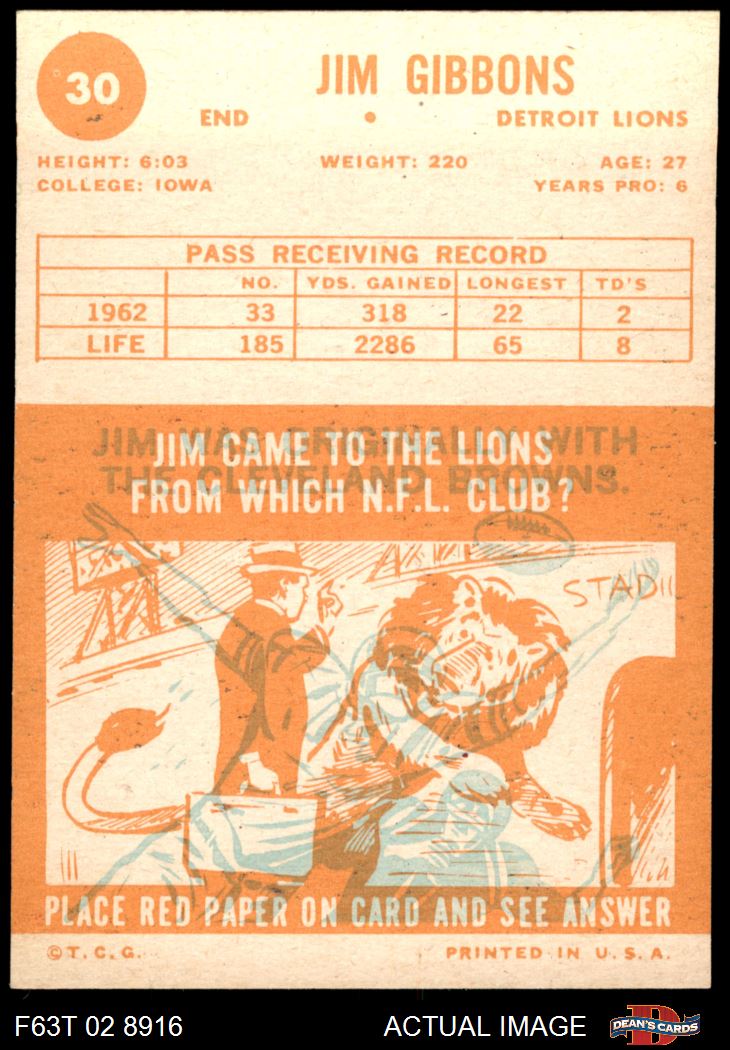 30
JIM GIBBONS
END • DETROIT LIONS
HEIGHT: 6:03 WEIGHT: 220 AGE: 27
COLLEGE: IOWA YEARS PRO: 6
PASS RECEIVING RECORD
NO. YDS. GAINED LONGEST TD'S
1962 33 318 22 2
LIFE 185 2286 65 8
JIM WAS ORIGINALLY WITH
THE CLEVELAND BROWNS.
JIM CAME TO THE LIONS
FROM WHICH N.F.L. CLUB?
STADIU
PLACE RED PAPER ON CARD AND SEE ANSWER
©T.C.G. PRINTED IN U.S.A.
F63T 02 8916 ACTUAL IMAGE
D
DEAN'S CARDS